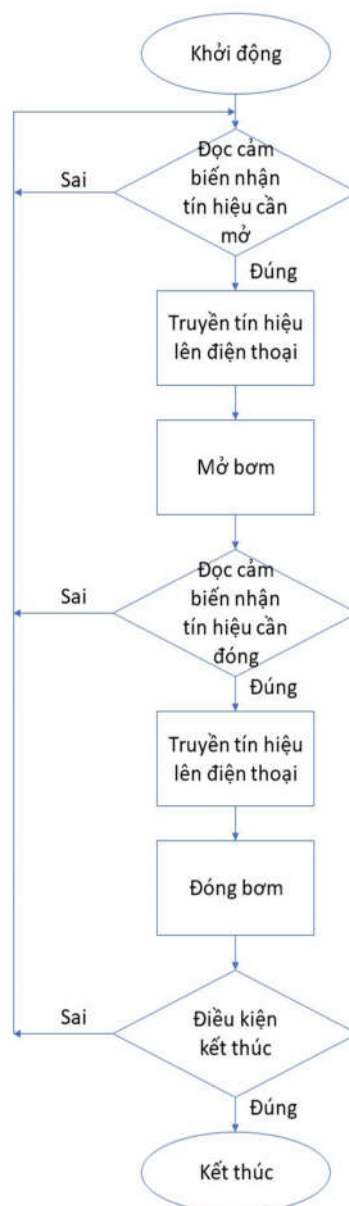 Khởi động
Đọc cảm
biến nhận
tín hiệu cần
mở
Sai
Đúng
Truyền tín hiệu
lên điện thoại
Mở bơm
Đọc cảm
biến nhận
tín hiệu cần
đóng
Sai
Đúng
Truyền tín hiệu
lên điện thoại
Đóng bơm
Điều kiện
kết thúc
Sai
Đúng
Kết thúc